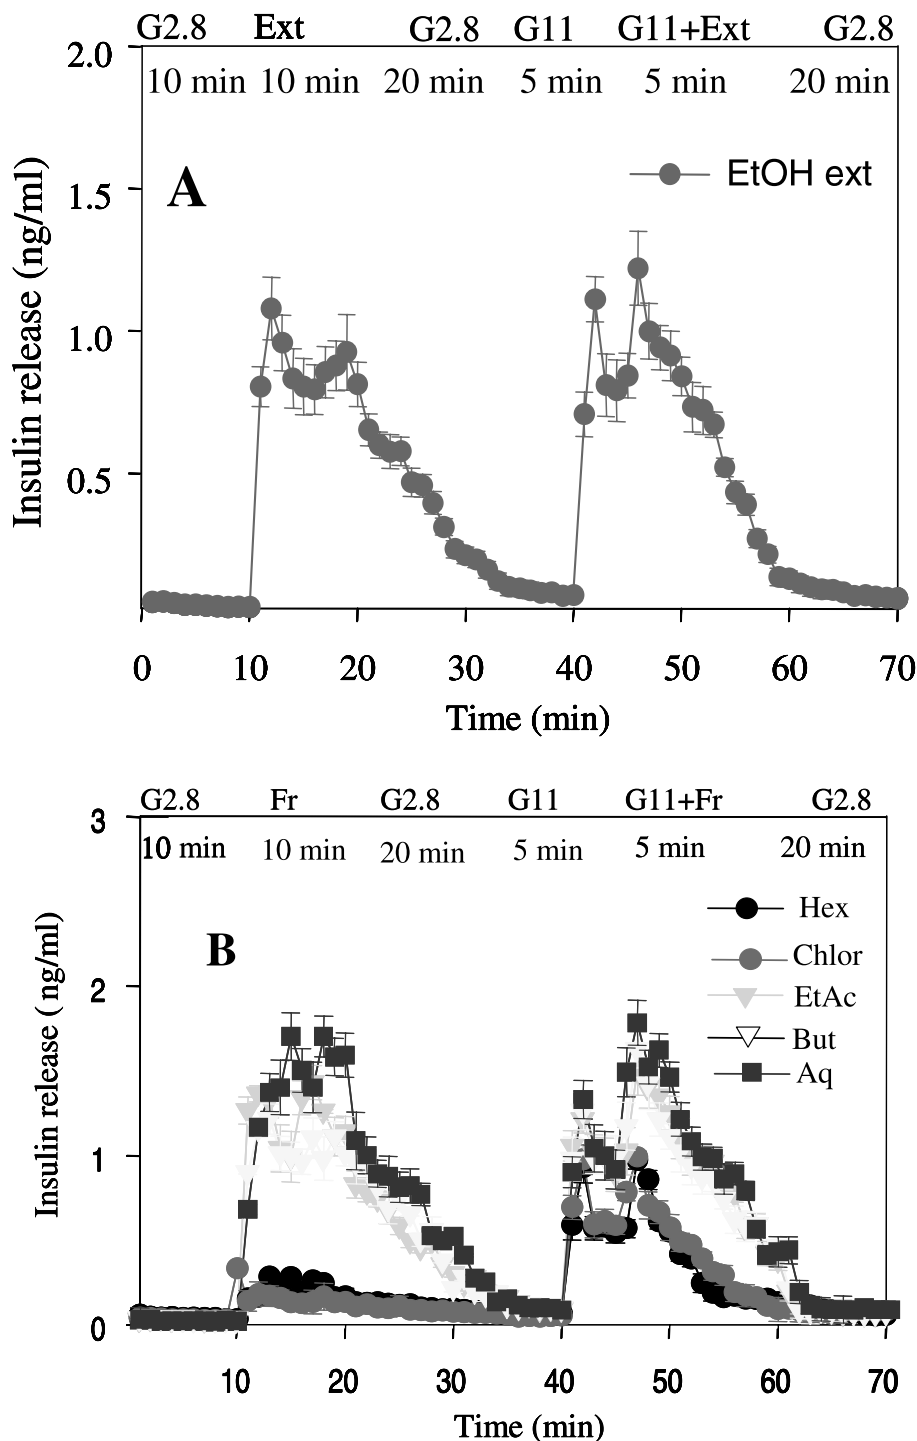 G2.8 Ext G2.8 G11 G11+Ext G2.8
2.0
10 min 10 min 20 min 5 min 5 min 20 min
A
EtOH ext
1.5
1.0
0.5
Insulin release (ng/ml)
0 10 20 30 40 50 60 70
Time (min)
G2.8 Fr G2.8 G11 G11+Fr G2.8
3
10 min 10 min 20 min 5 min 5 min 20 min
B
Hex
Chlor
EtAc
But
Aq
2
1
0
Insulin release ( ng/ml)
10 20 30 40 50 60 70
Time (min)